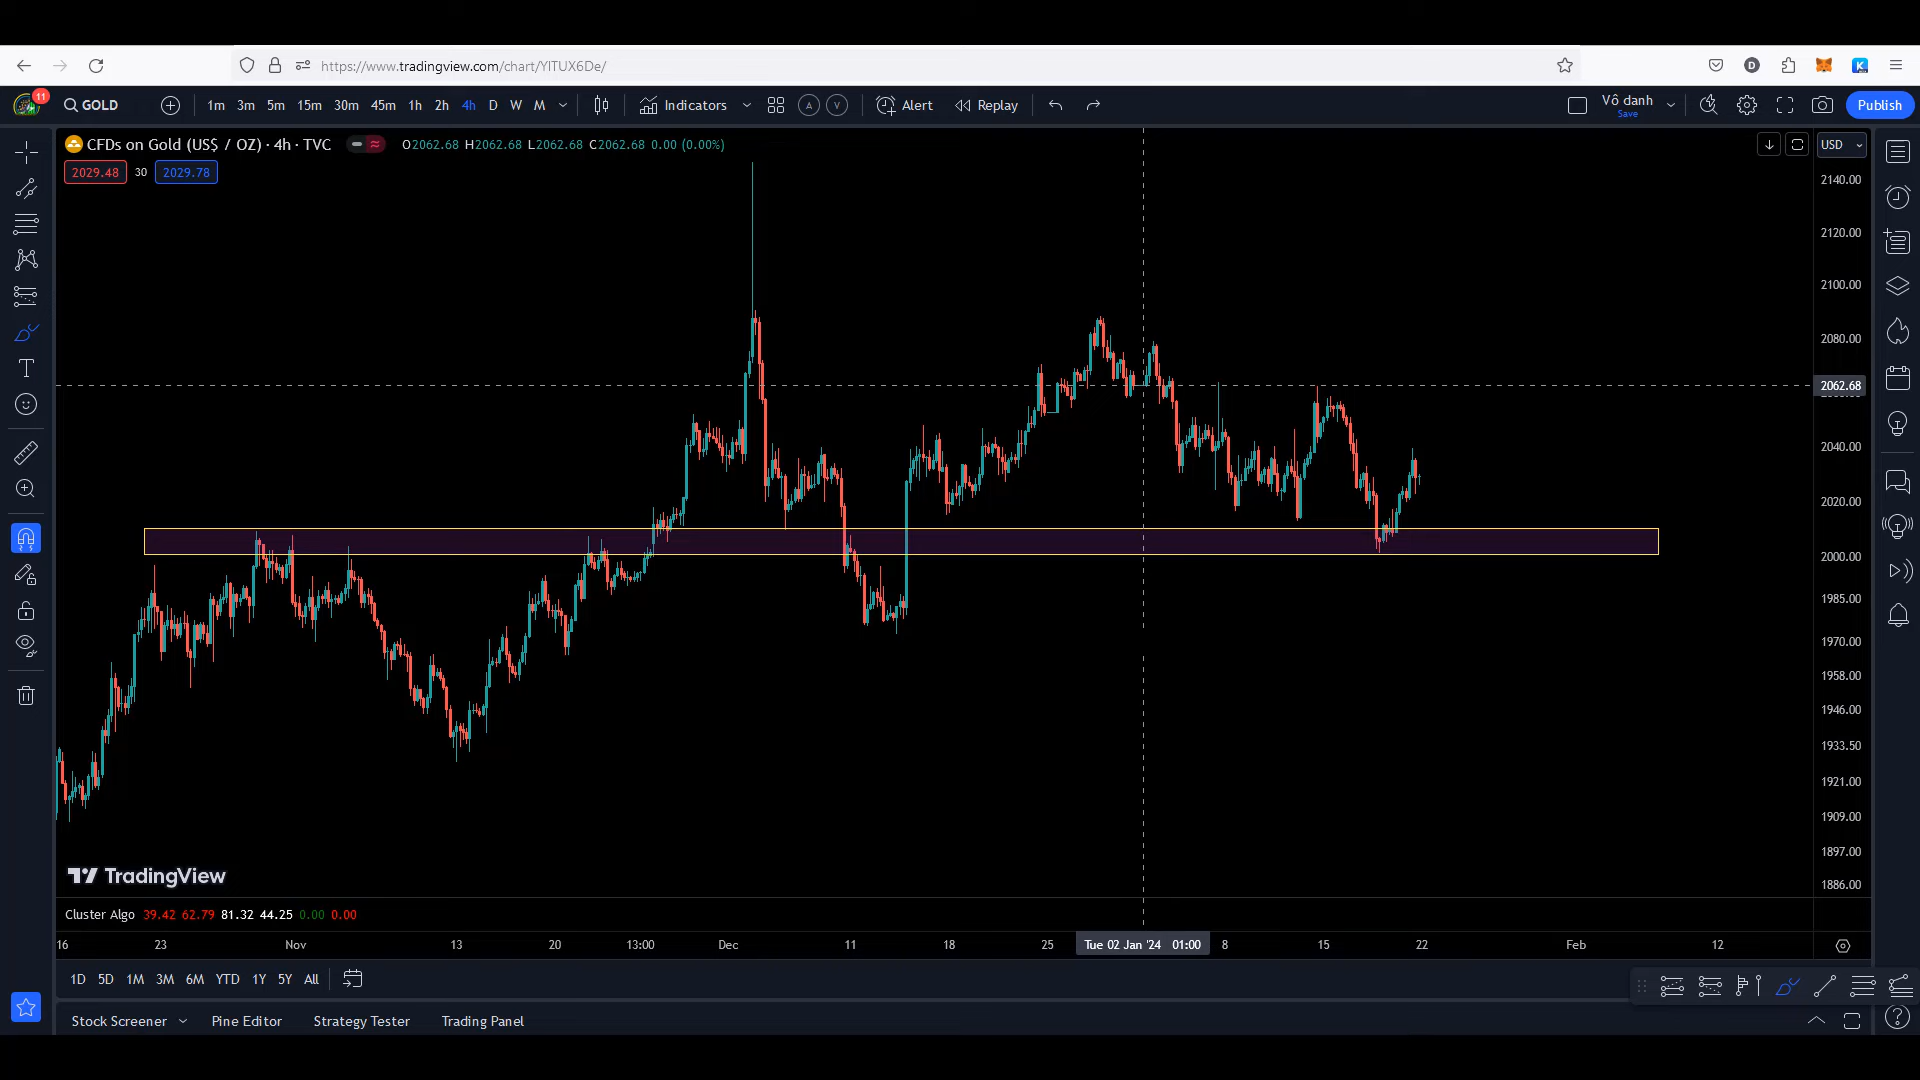 https://www.tradingview.com/chart/YITUX6De/
11
GOLD
1m 3m 5m 15m 30m 45m 1h 2h 4h D W M
Indicators
A V
Alert
Replay
Vô danh
Save
Publish
CFDs on Gold (US$ / OZ) · 4h · TVC
O2062.68 H2062.68 L2062.68 C2062.68 0.00 (0.00%)
USD
2029.48 30 2029.78
2140.00
2120.00
2100.00
2080.00
2062.68
2040.00
2020.00
2000.00
1985.00
1970.00
1958.00
1946.00
1933.50
1921.00
1909.00
1897.00
1886.00
TradingView
Cluster Algo 39.42 62.79 81.32 44.25 0.00 0.00
16 23 Nov 13 20 13:00 Dec 11 18 25 Tue 02 Jan '24 01:00 8 15 22 Feb 12
1D 5D 1M 3M 6M YTD 1Y 5Y All
Stock Screener Pine Editor Strategy Tester Trading Panel